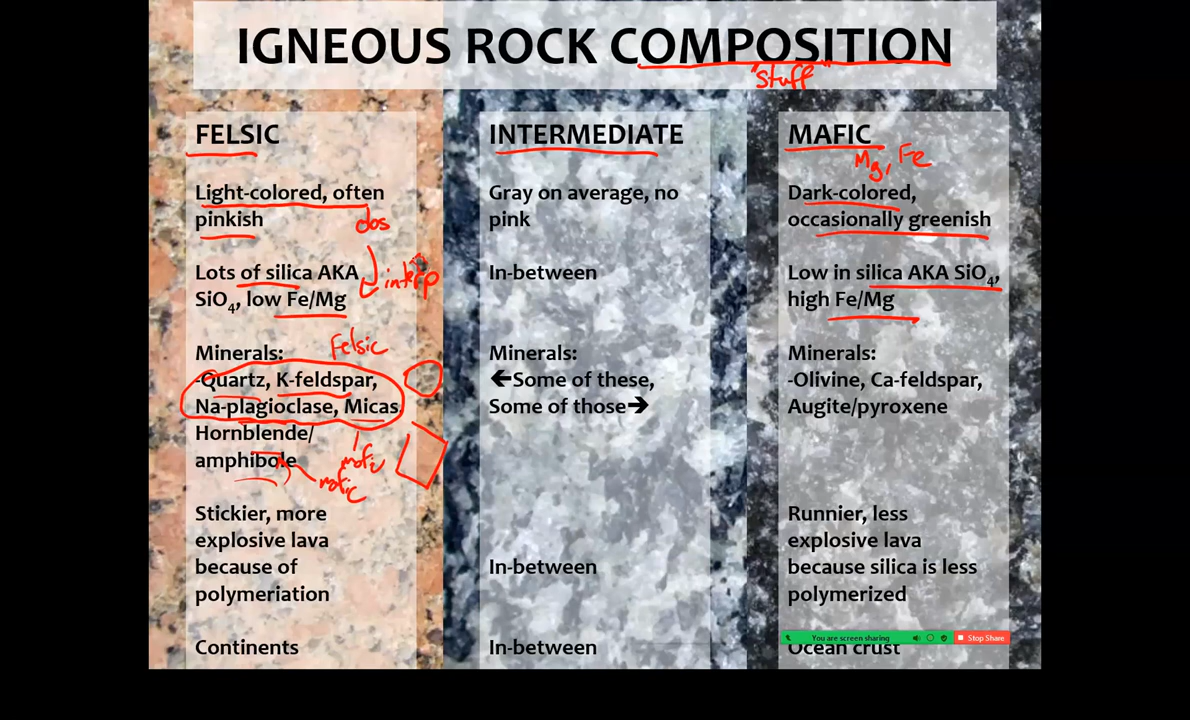 IGNEOUS ROCK COMPOSITION
"Stuff"
FELSIC
Light-colored, often
pinkish
obs
interp
Lots of silica AKA
SiO₄, low Fe/Mg
Felsic
Minerals:
-Quartz, K-feldspar,
Na-plagioclase, Micas
Hornblende/
amphibole
mafic
mafic
Stickier, more
explosive lava
because of
polymeriation
Continents
INTERMEDIATE
Gray on average, no
pink
In-between
Minerals:
🡸Some of these,
Some of those🡺
In-between
In-between
MAFIC
Mg, Fe
Dark-colored,
occasionally greenish
Low in silica AKA SiO₄,
high Fe/Mg
Minerals:
-Olivine, Ca-feldspar,
Augite/pyroxene
Runnier, less
explosive lava
because silica is less
polymerized
You are screen sharing Stop Share
Ocean crust